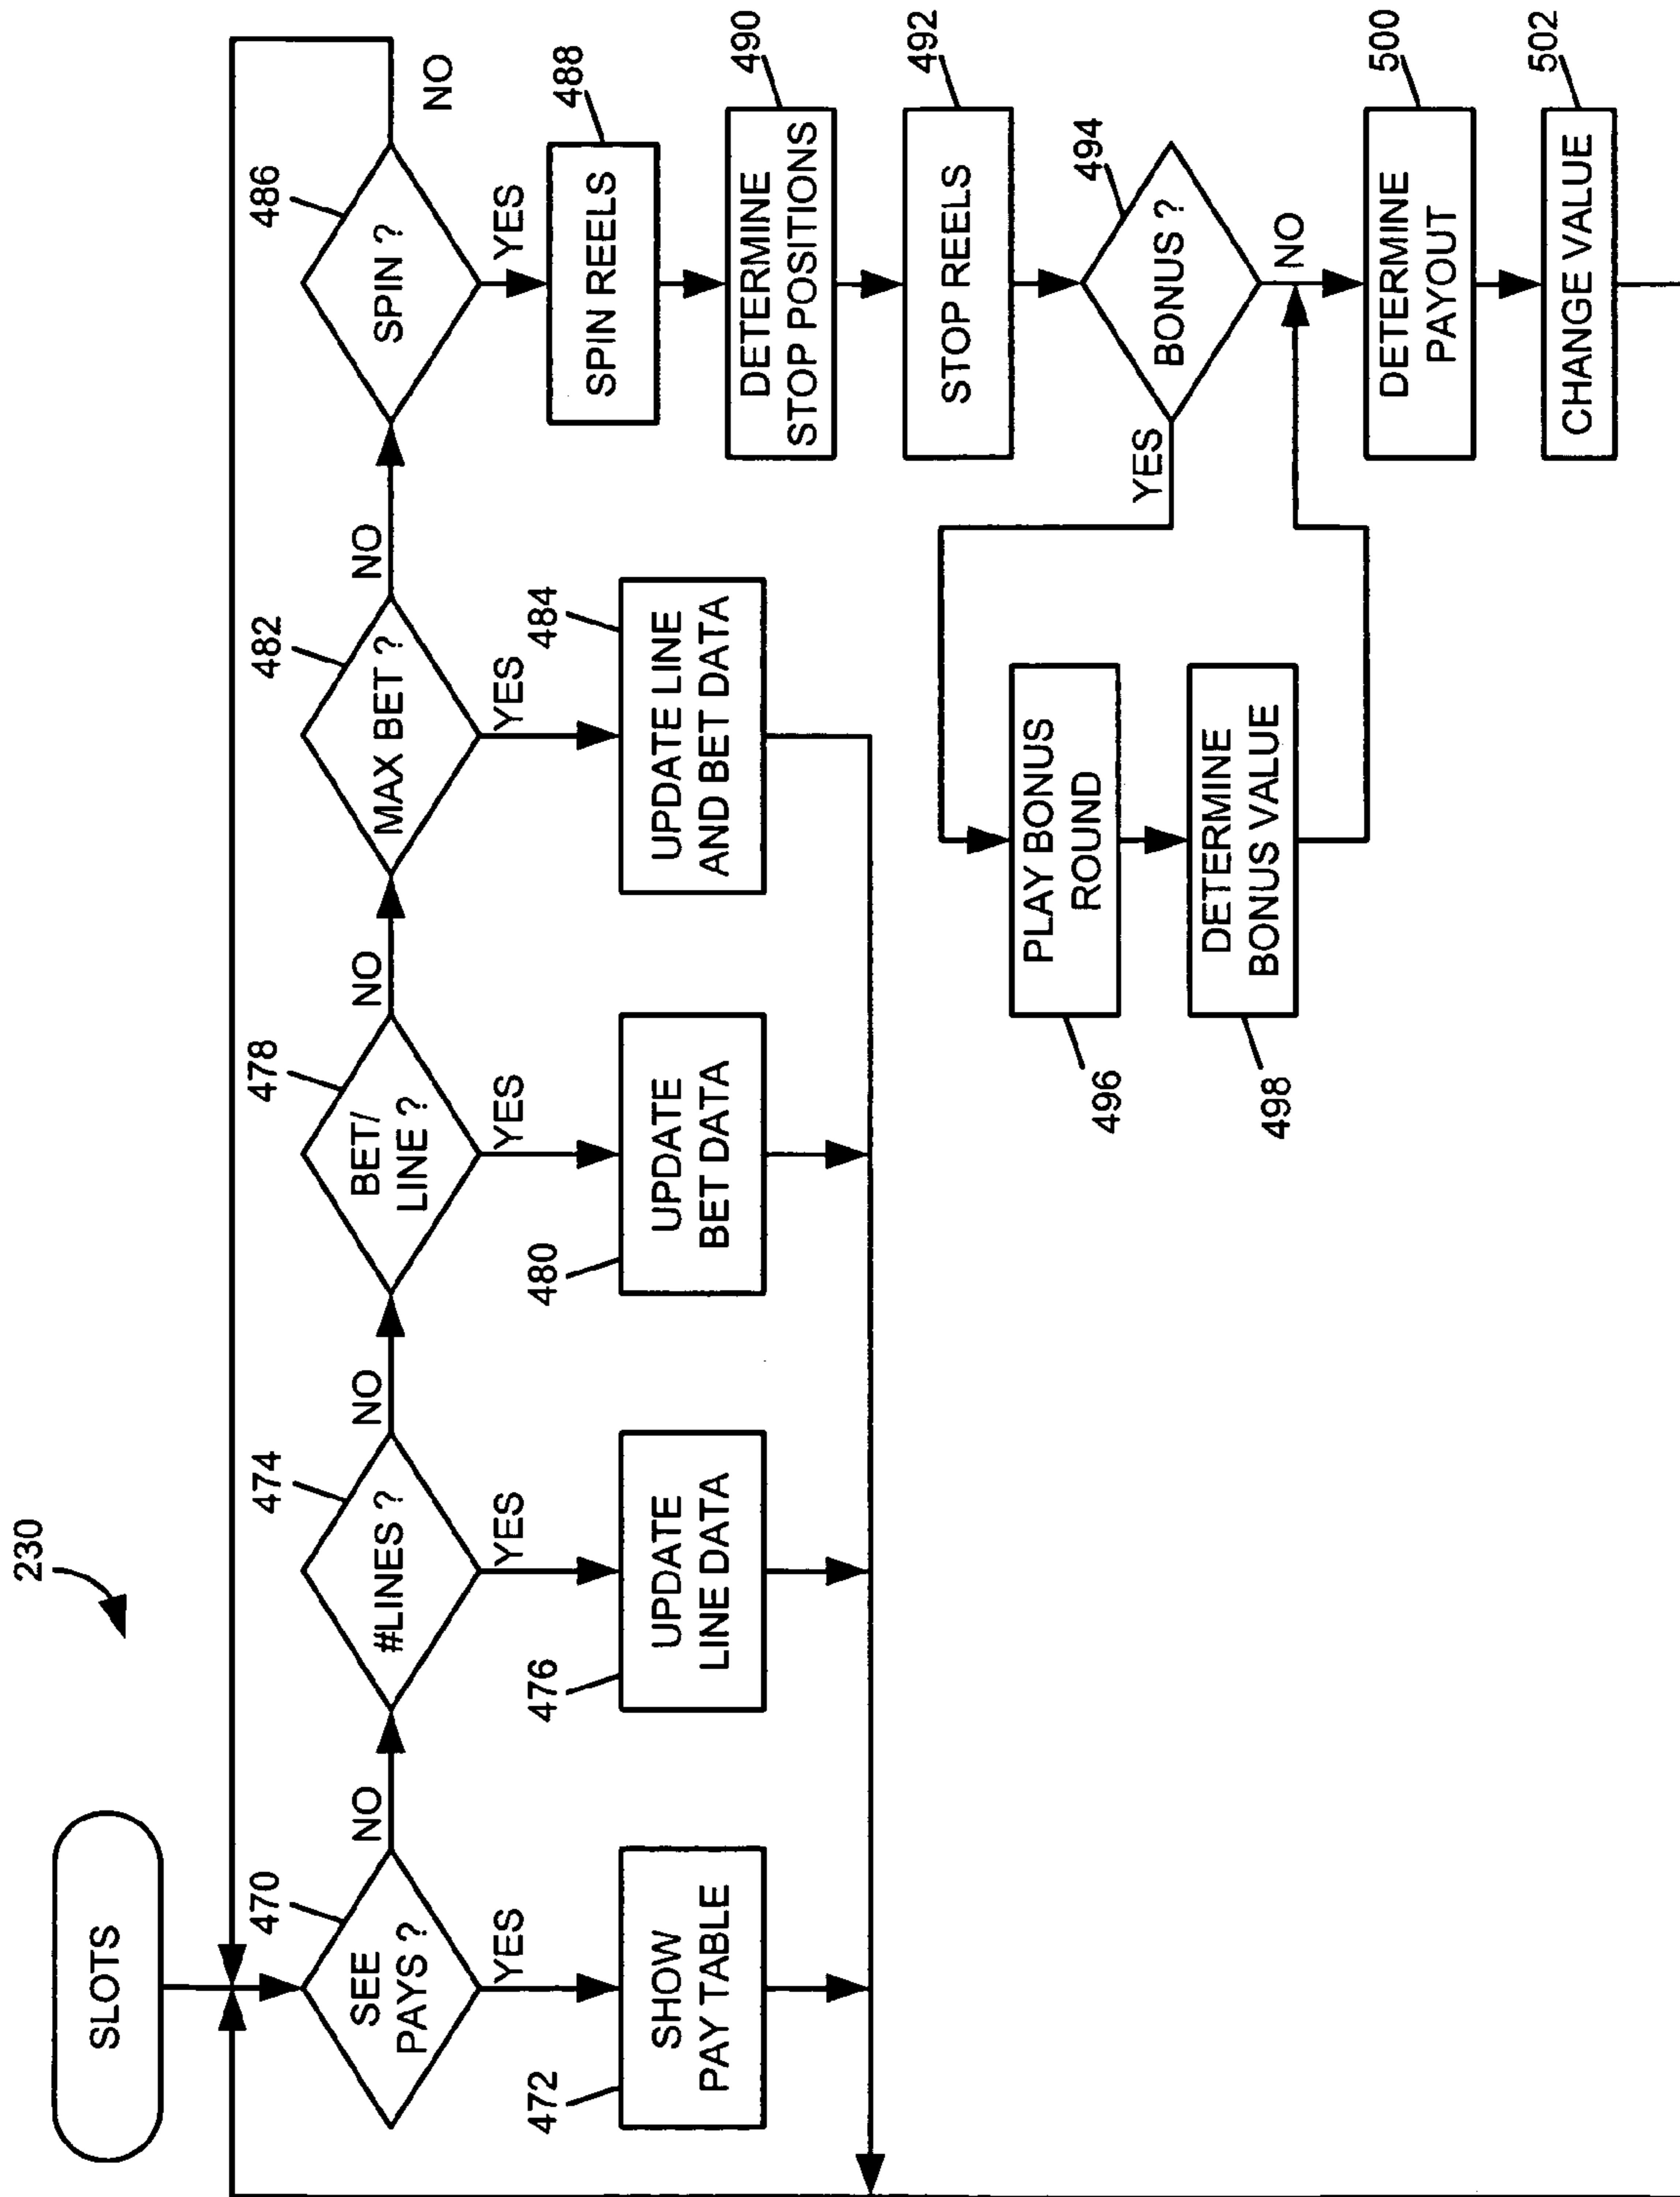 230
SLOTS
470
SEE
PAYS ?
NO
YES
472
SHOW
PAY TABLE
474
#LINES ?
NO
YES
476
UPDATE
LINE DATA
478
BET/
LINE ?
NO
YES
480
UPDATE
BET DATA
482
MAX BET ?
NO
YES
484
UPDATE LINE
AND BET DATA
486
SPIN ?
NO
YES
488
SPIN REELS
490
DETERMINE
STOP POSITIONS
492
STOP REELS
494
BONUS ?
YES
NO
496
PLAY BONUS
ROUND
498
DETERMINE
BONUS VALUE
500
DETERMINE
PAYOUT
502
CHANGE VALUE